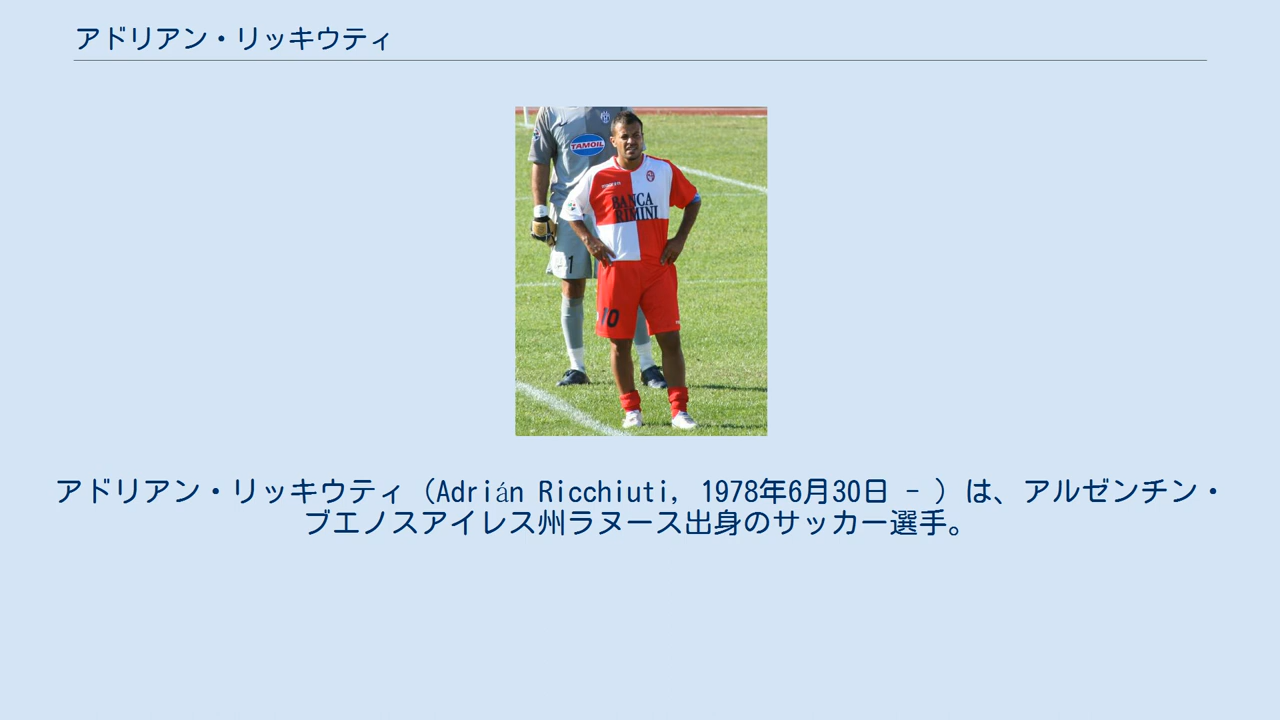 アドリアン・リッキウティ
TAMOIL
BANCA
RIMINI
1
10
アドリアン・リッキウティ（Adrián Ricchiuti, 1978年6月30日 - ）は、アルゼンチン・
ブエノスアイレス州ラヌース出身のサッカー選手。